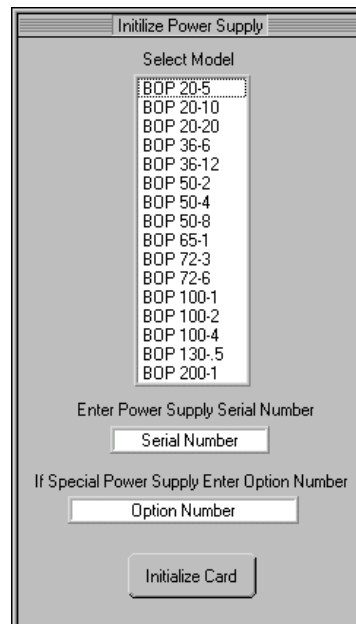 Initilize Power Supply
Select Model
BOP 20-5
BOP 20-10
BOP 20-20
BOP 36-6
BOP 36-12
BOP 50-2
BOP 50-4
BOP 50-8
BOP 65-1
BOP 72-3
BOP 72-6
BOP 100-1
BOP 100-2
BOP 100-4
BOP 130-.5
BOP 200-1
Enter Power Supply Serial Number
Serial Number
If Special Power Supply Enter Option Number
Option Number
Initialize Card